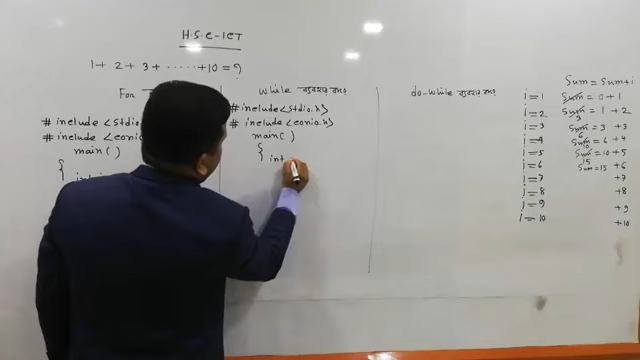 H.S.C-ICT
1+ 2+ 3+ ......+10 = ?
For
# include <stdio
# include <conio
main( )
{
int
while ব্যবহার করে
#include<stdio.h>
# include <conio.h>
main( )
{
int
do-while ব্যবহার করে
Sum = Sum+i
i = 1 Sum = 0 + 1
i = 2 Sum = 1 + 2
3
i = 3 Sum = 3 + 3
6
i = 4 Sum = 6 + 4
10
i = 5 Sum = 10 + 5
15
i = 6 Sum = 15 + 6
i = 7 + 7
i = 8 + 8
i = 9 + 9
i = 10 + 10